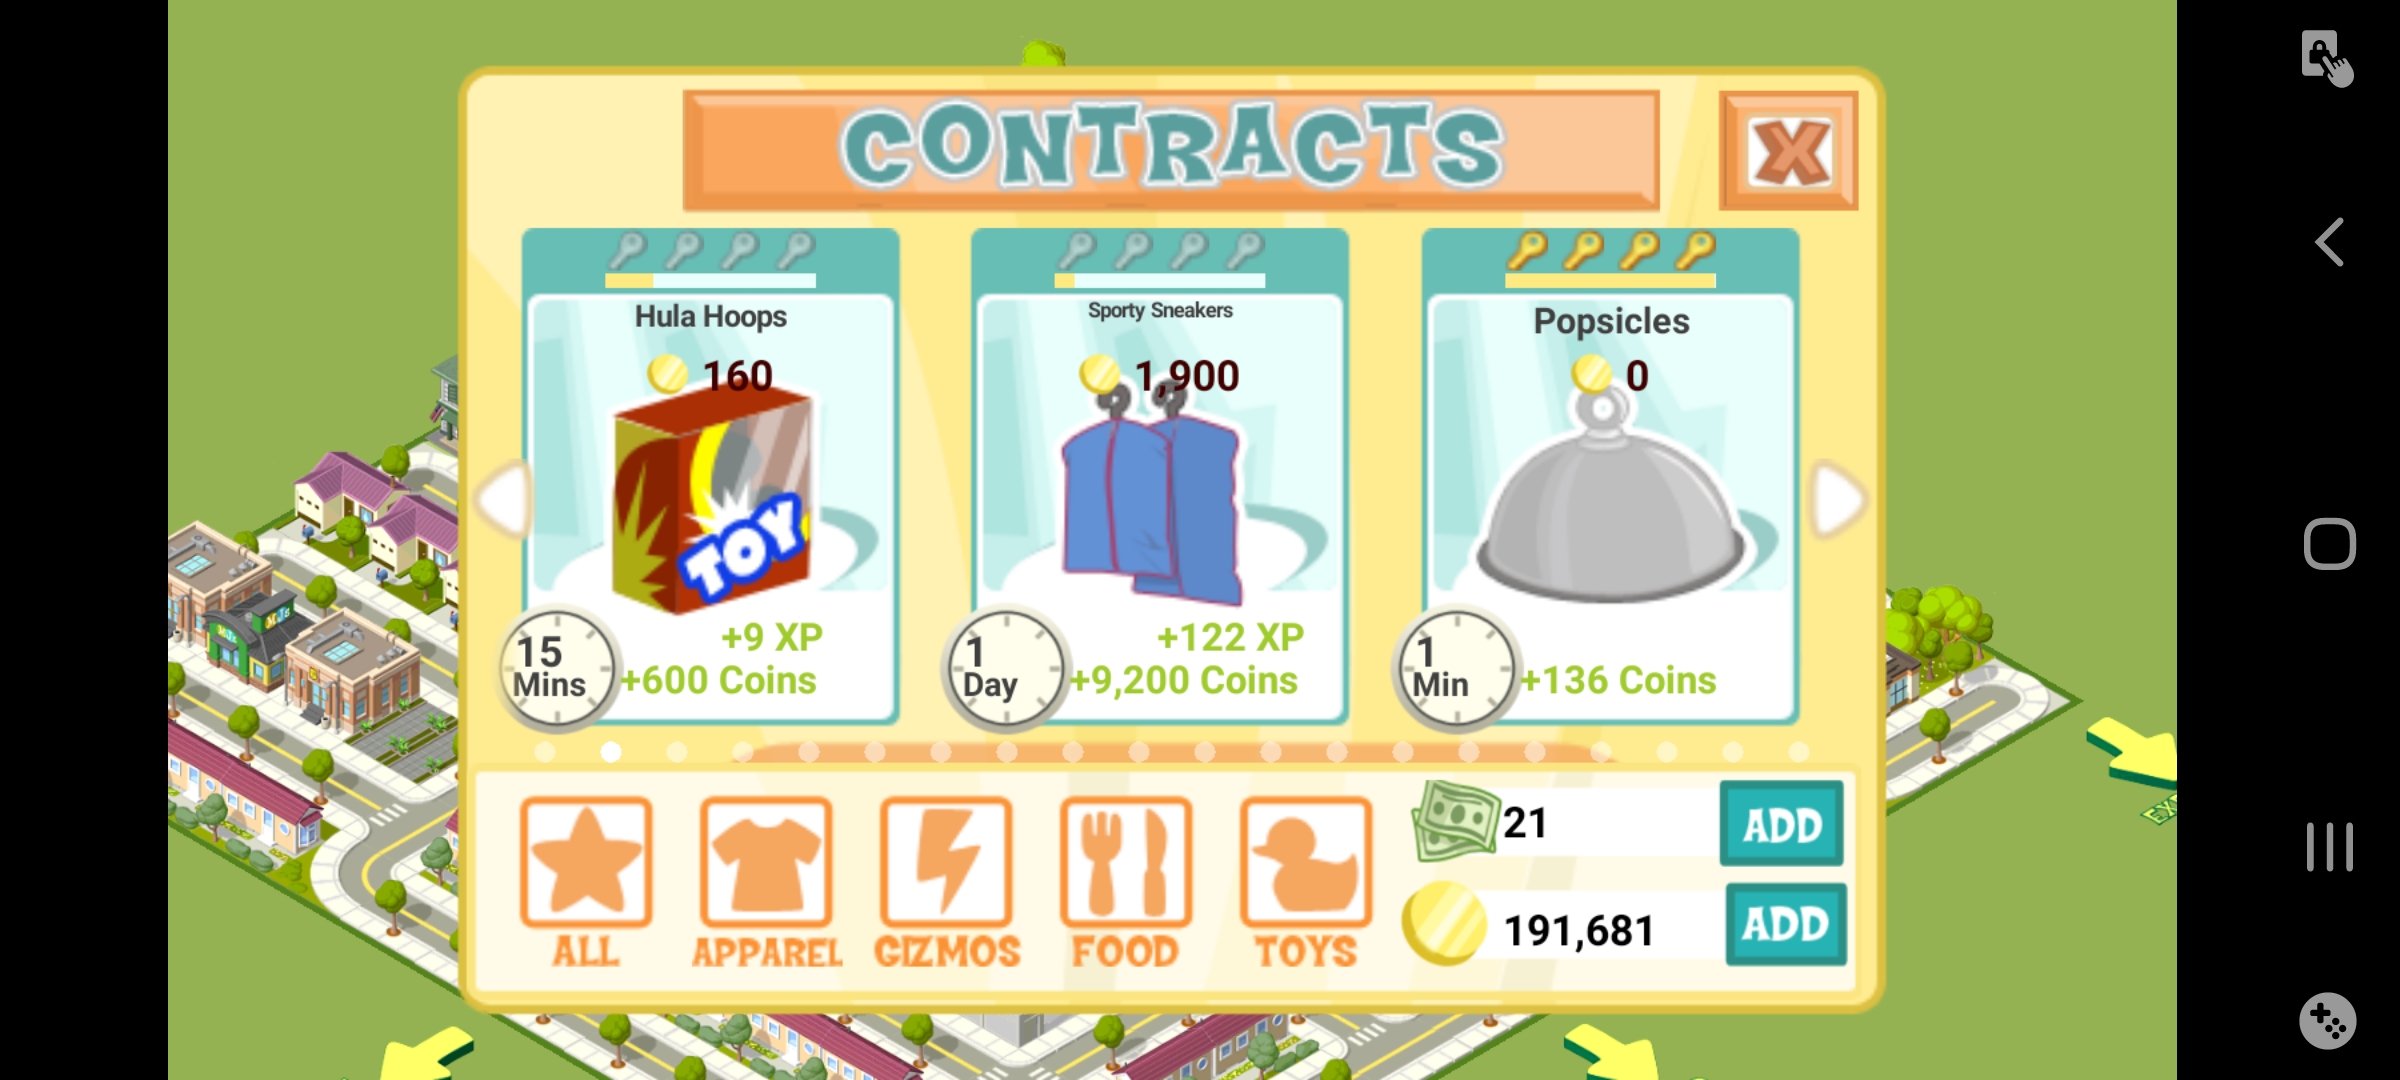 CONTRACTS
X
Hula Hoops
160
TOY
15
Mins
+9 XP
+600 Coins
Sporty Sneakers
1,900
1
Day
+122 XP
+9,200 Coins
Popsicles
0
1
Min
+136 Coins
ALL
APPAREL
GIZMOS
FOOD
TOYS
21
ADD
191,681
ADD